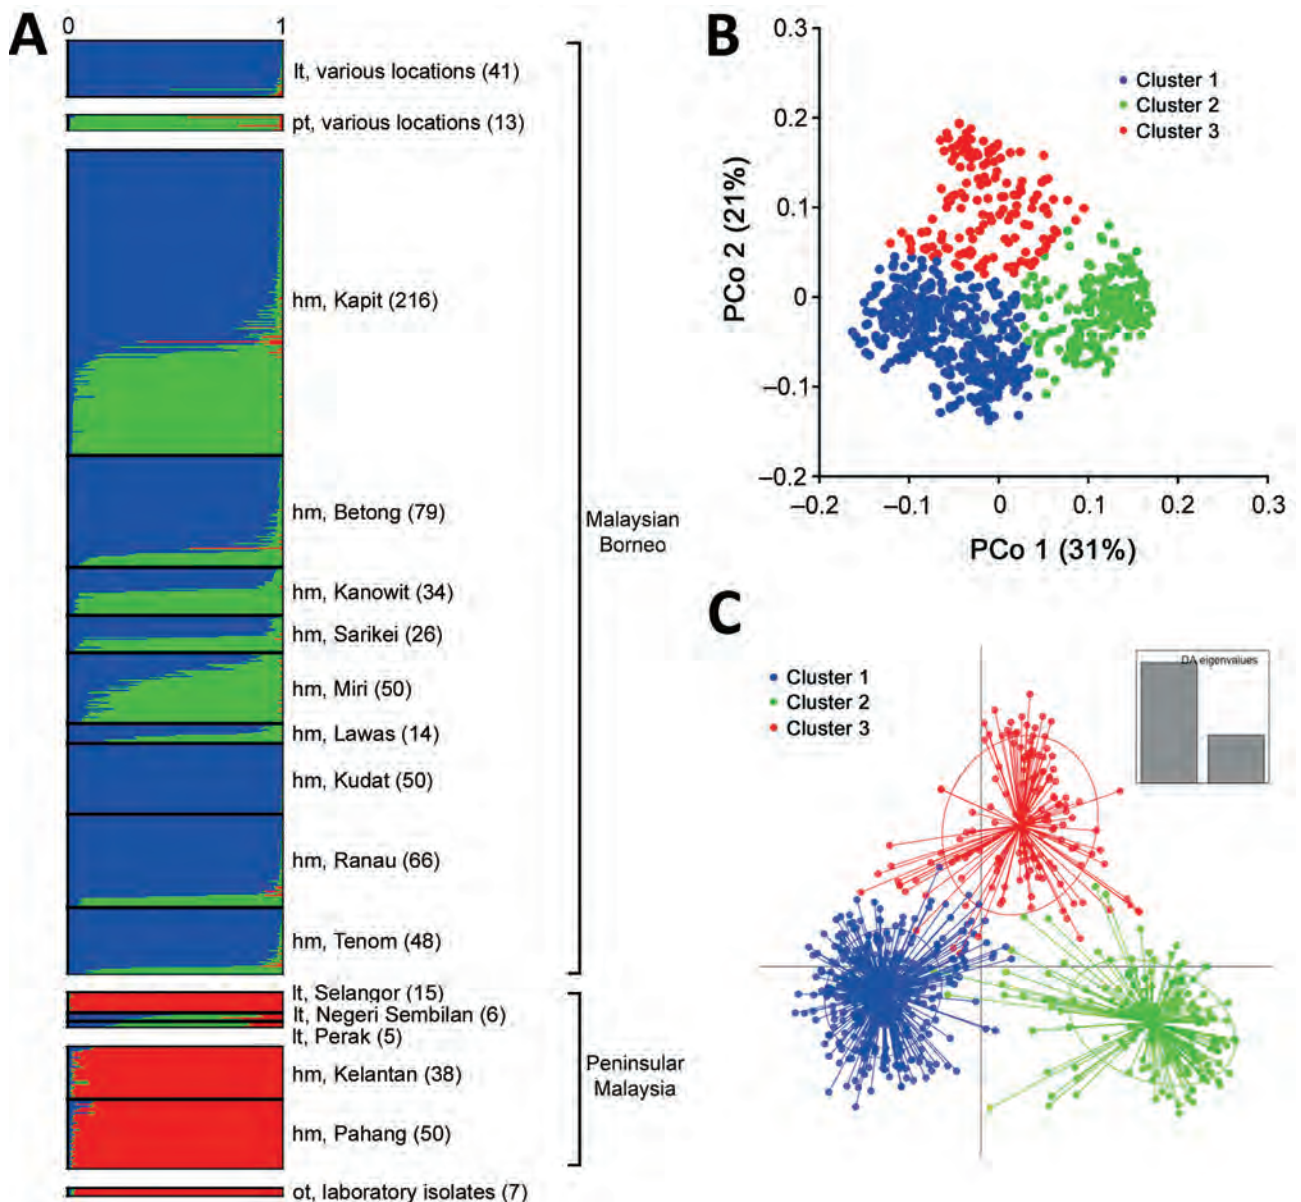 A
0 1
lt, various locations (41)
pt, various locations (13)
hm, Kapit (216)
hm, Betong (79)
hm, Kanowit (34)
hm, Sarikei (26)
hm, Miri (50)
hm, Lawas (14)
hm, Kudat (50)
hm, Ranau (66)
hm, Tenom (48)
Malaysian
Borneo
lt, Selangor (15)
lt, Negeri Sembilan (6)
lt, Perak (5)
hm, Kelantan (38)
hm, Pahang (50)
Peninsular
Malaysia
ot, laboratory isolates (7)
B
0.3
0.2
0.1
0
–0.1
–0.2
PCo 2 (21%)
Cluster 1
Cluster 2
Cluster 3
–0.2 –0.1 0 0.1 0.2 0.3
PCo 1 (31%)
C
Cluster 1
Cluster 2
Cluster 3
DA eigenvalues